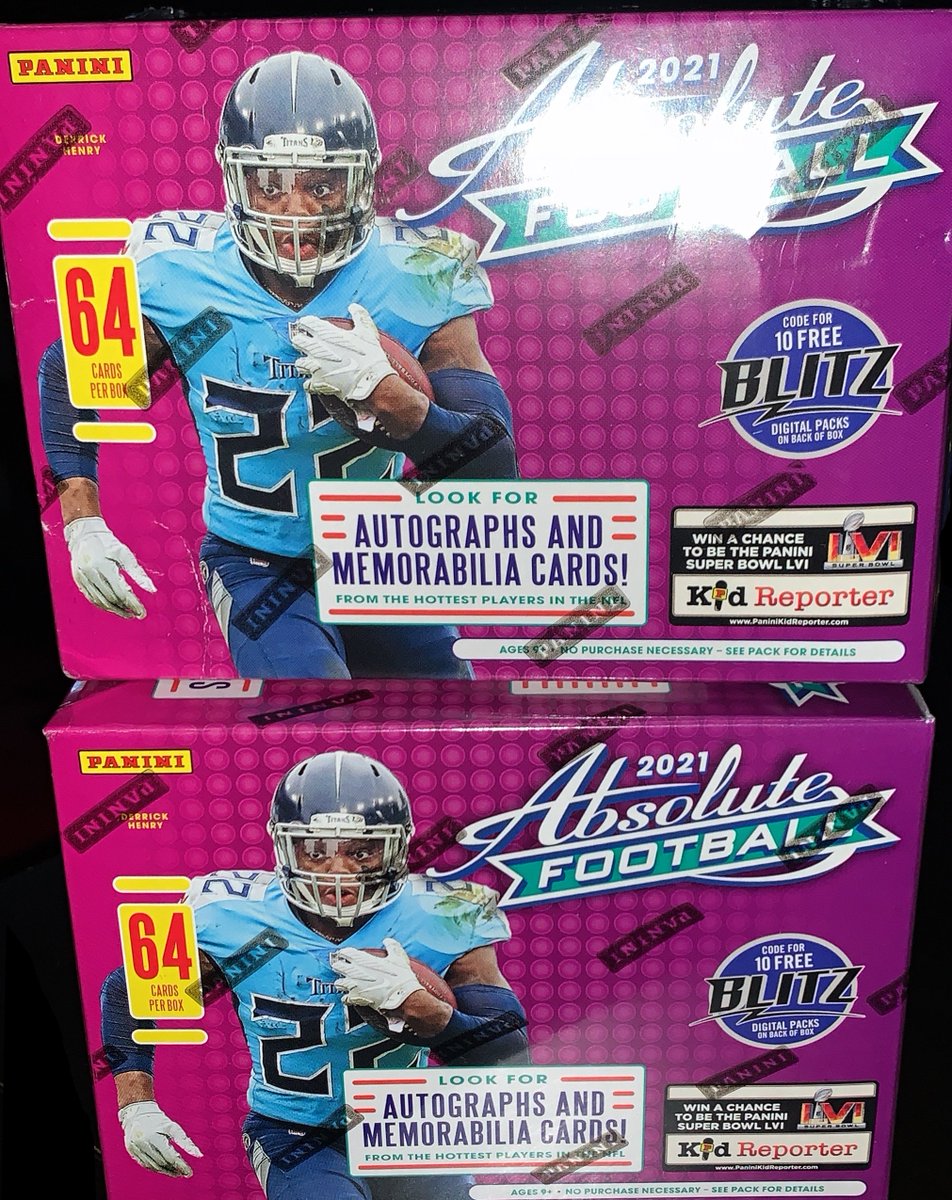 PANINI
2021
Absolute
FOOTBALL
DERRICK
HENRY
TITANS
22
64
CARDS
PER BOX
CODE FOR
10 FREE
BLITZ
DIGITAL PACKS
ON BACK OF BOX
LOOK FOR
AUTOGRAPHS AND
MEMORABILIA CARDS!
FROM THE HOTTEST PLAYERS IN THE NFL
WIN A CHANCE
TO BE THE PANINI
SUPER BOWL LVI
LVI
SUPER BOWL
Kid Reporter
www.PaniniKidReporter.com
AGES 9+ • NO PURCHASE NECESSARY – SEE PACK FOR DETAILS
PANINI
2021
Absolute
FOOTBALL
PANINI
DERRICK
HENRY
TITANS
22
64
CARDS
PER BOX
PANINI
CODE FOR
10 FREE
BLITZ
DIGITAL PACKS
ON BACK OF BOX
LOOK FOR
AUTOGRAPHS AND
MEMORABILIA CARDS!
FROM THE HOTTEST PLAYERS IN THE NFL
WIN A CHANCE
TO BE THE PANINI
SUPER BOWL LVI
LVI
SUPER BOWL
Kid Reporter
www.PaniniKidReporter.com
AGES 9+ • NO PURCHASE NECESSARY – SEE PACK FOR DETAILS